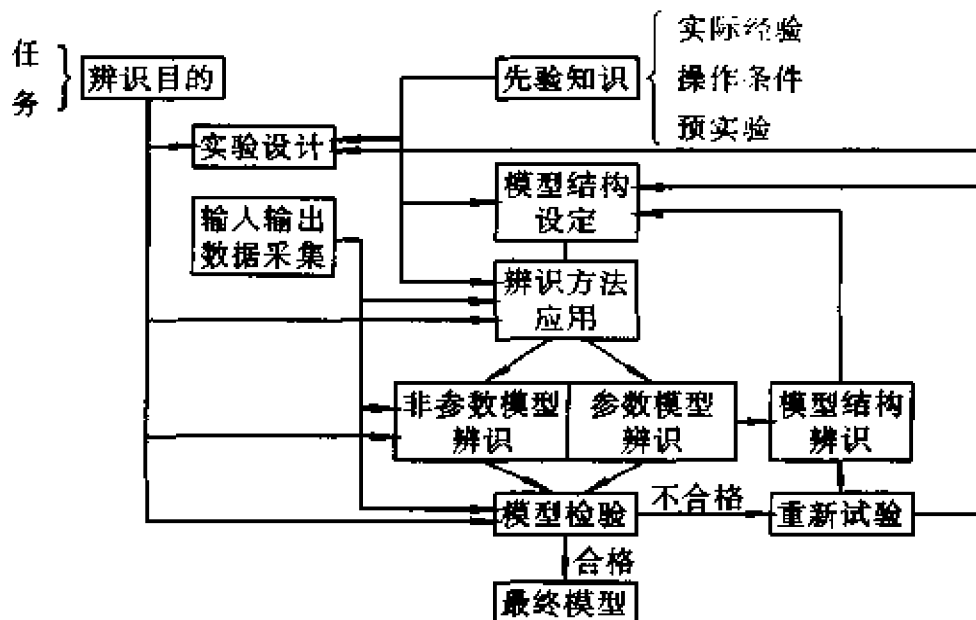 任务
辨识目的
先验知识
实际经验
操作条件
预实验
实验设计
模型结构
设定
输人输出
数据采集
辨识方法
应用
非参数模型
辨识
参数模型
辨识
模型结构
辨识
模型检验
不合格
重新试验
合格
最终模型